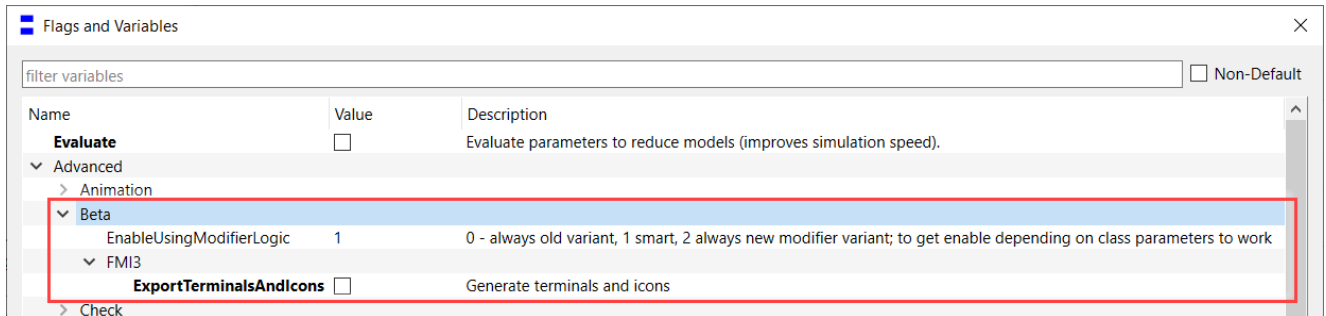 Flags and Variables
filter variables
Non-Default
Name Value Description
Evaluate Evaluate parameters to reduce models (improves simulation speed).
Advanced
Animation
Beta
EnableUsingModifierLogic 1 0 - always old variant, 1 smart, 2 always new modifier variant; to get enable depending on class parameters to work
FMI3
ExportTerminalsAndIcons Generate terminals and icons
Check